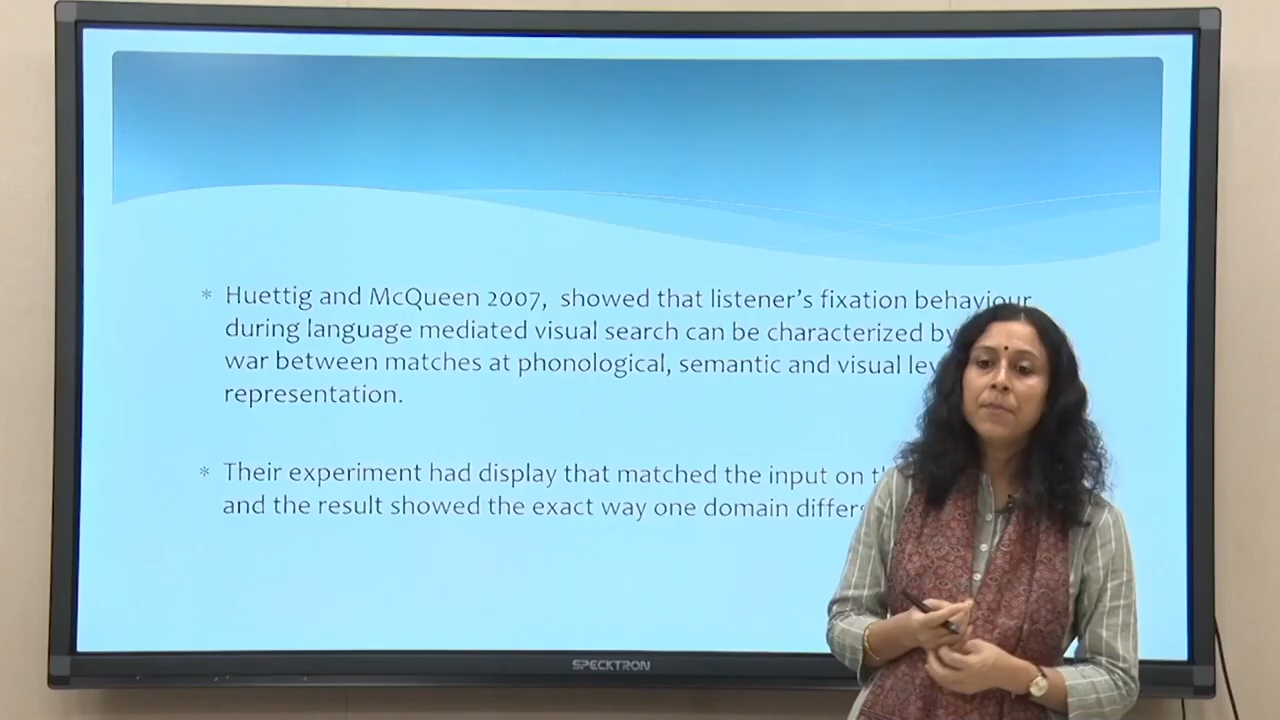 * Huettig and McQueen 2007, showed that listener's fixation behaviour
during language mediated visual search can be characterized by
war between matches at phonological, semantic and visual
representation.
* Their experiment had display that matched the input on
and the result showed the exact way one domain differs
SPECKTRON